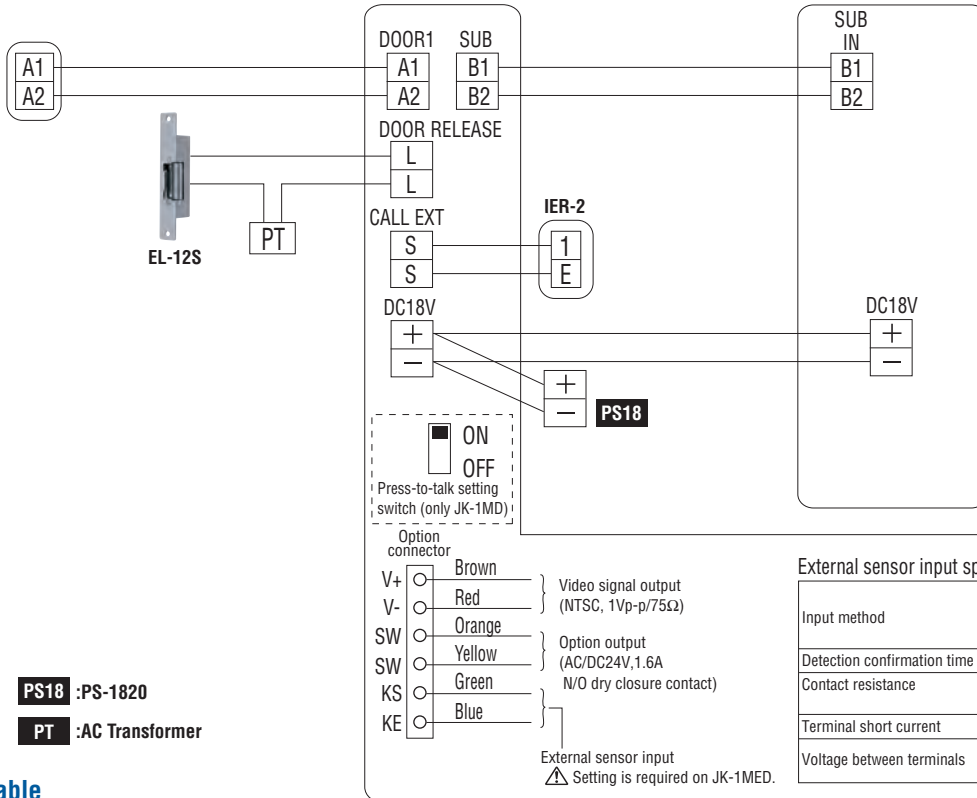 A1
A2
EL-12S
PT
DOOR1
A1
A2
SUB
B1
B2
DOOR RELEASE
L
L
CALL EXT
S
S
IER-2
1
E
DC18V
+
−
+
−
PS18
SUB
IN
B1
B2
DC18V
+
−
ON
OFF
Press-to-talk setting
switch (only JK-1MD)
Option
connector
V+ Brown
V- Red
Video signal output
(NTSC, 1Vp-p/75Ω)
SW Orange
SW Yellow
Option output
(AC/DC24V,1.6A
N/O dry closure contact)
KS Green
KE Blue
External sensor input
Setting is required on JK-1MED.
External sensor input sp
Input method
Detection confirmation time
Contact resistance
Terminal short current
Voltage between terminals
PS18 :PS-1820
PT :AC Transformer
able